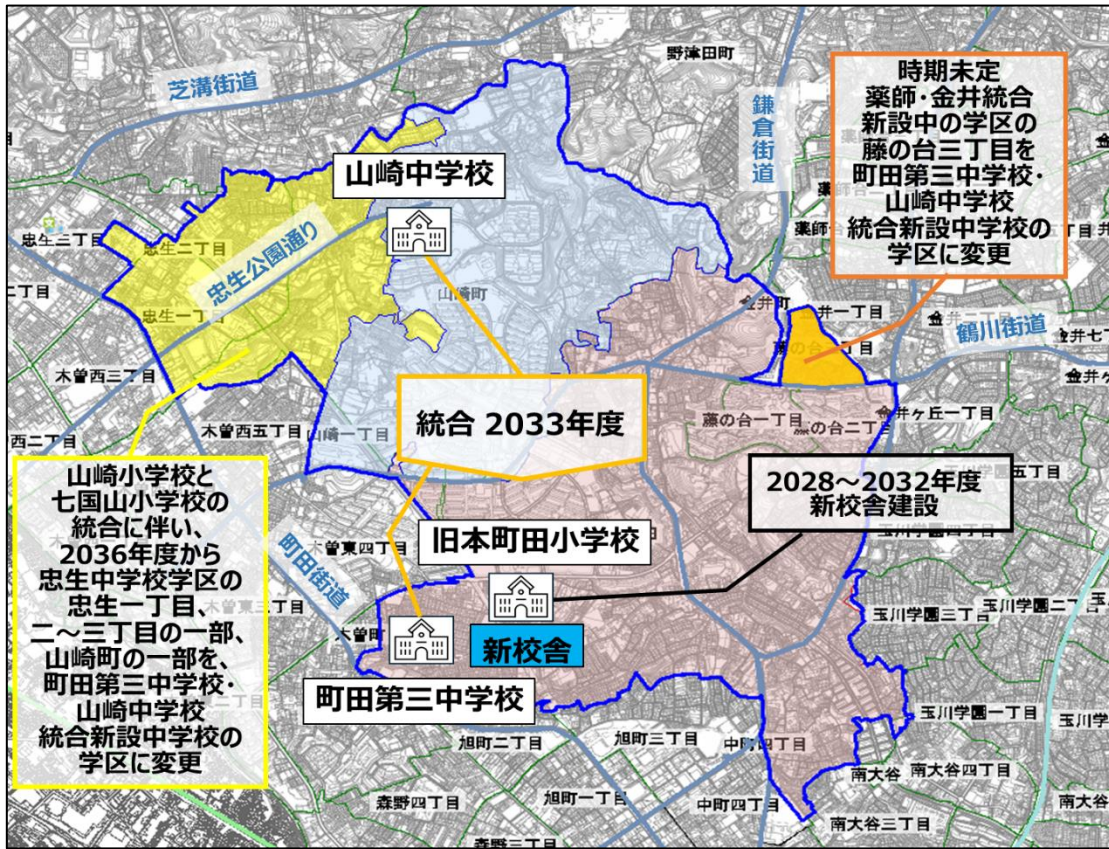 野津田町
芝溝街道
鎌倉街道
時期未定
薬師・金井統合
新設中の学区の
藤の台三丁目を
町田第三中学校・
山崎中学校
統合新設中学校の
学区に変更
山崎中学校
忠生三丁目
忠生二丁目
忠生公園通り
山崎町
忠生一丁目
金井町
鶴川街道
木曽西三丁目
木曽西五丁目
山崎一丁目
統合 2033年度
藤の台一丁目
藤の台二丁目
金井ヶ丘一丁目
2028～2032年度
新校舎建設
山崎小学校と
七国山小学校の
統合に伴い、
2036年度から
忠生中学校学区の
忠生一丁目、
二～三丁目の一部、
山崎町の一部を、
町田第三中学校・
山崎中学校
統合新設中学校の
学区に変更
旧本町田小学校
木曽東四丁目
町田街道
新校舎
町田第三中学校
玉川学園三丁目
玉川学園二丁目
玉川学園一丁目
旭町二丁目
旭町三丁目
中町四丁目
旭町一丁目
中町四丁目
森野四丁目
南大谷
南大谷四丁目
南大谷三丁目